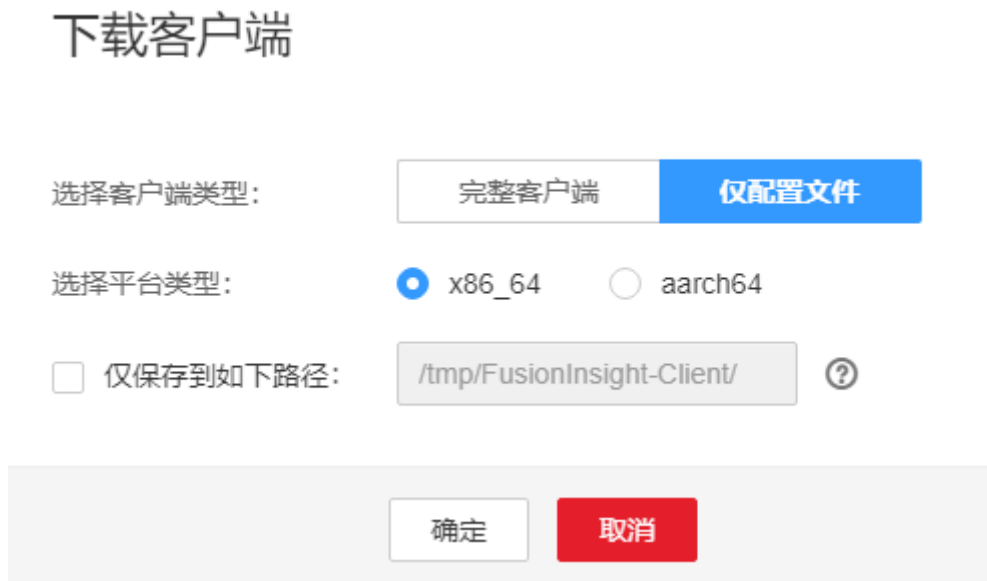 下载客户端
选择客户端类型: 完整客户端 仅配置文件
选择平台类型: x86_64 aarch64
仅保存到如下路径: /tmp/FusionInsight-Client/ ?
确定 取消